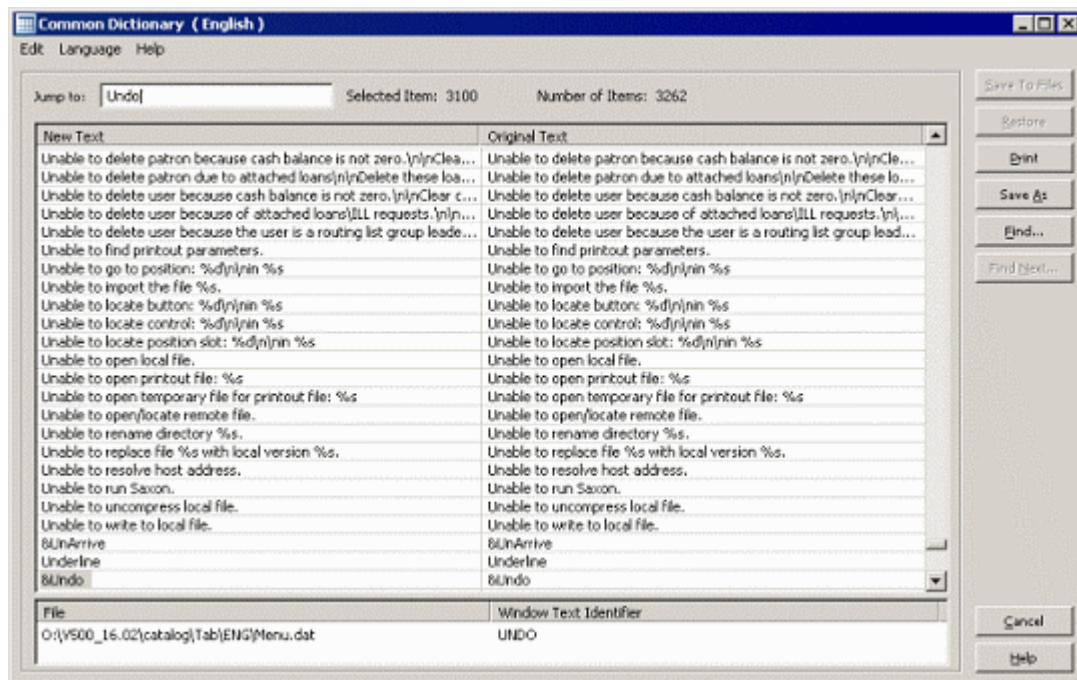 Common Dictionary ( English )
Edit Language Help
Jump to: Undo Selected Item: 3100 Number of Items: 3262
Save To Files
Restore
Print
Save As
Find...
Find Next...
New Text Original Text
Unable to delete patron because cash balance is not zero.\n\nClea... Unable to delete patron because cash balance is not zero.\n\nCle...
Unable to delete patron due to attached loans\n\nDelete these loa... Unable to delete patron due to attached loans\n\nDelete these lo...
Unable to delete user because cash balance is not zero.\n\nClear c... Unable to delete user because cash balance is not zero.\n\nClear...
Unable to delete user because of attached loans\ILL requests.\n\n... Unable to delete user because of attached loans\ILL requests.\n\...
Unable to delete user because the user is a routing list group leade... Unable to delete user because the user is a routing list group lead...
Unable to find printout parameters. Unable to find printout parameters.
Unable to go to position: %d\n\nin %s Unable to go to position: %d\n\nin %s
Unable to import the file %s. Unable to import the file %s.
Unable to locate button: %d\n\nin %s Unable to locate button: %d\n\nin %s
Unable to locate control: %d\n\nin %s Unable to locate control: %d\n\nin %s
Unable to locate position slot: %d\n\nin %s Unable to locate position slot: %d\n\nin %s
Unable to open local file. Unable to open local file.
Unable to open printout file: %s Unable to open printout file: %s
Unable to open temporary file for printout file: %s Unable to open temporary file for printout file: %s
Unable to open/locate remote file. Unable to open/locate remote file.
Unable to rename directory %s. Unable to rename directory %s.
Unable to replace file %s with local version %s. Unable to replace file %s with local version %s.
Unable to resolve host address. Unable to resolve host address.
Unable to run Saxon. Unable to run Saxon.
Unable to uncompress local file. Unable to uncompress local file.
Unable to write to local file. Unable to write to local file.
&UnArrive &UnArrive
Underline Underline
&Undo &Undo
File Window Text Identifier
O:\V500_16.02\catalog\Tab\ENG\Menu.dat UNDO
Cancel
Help